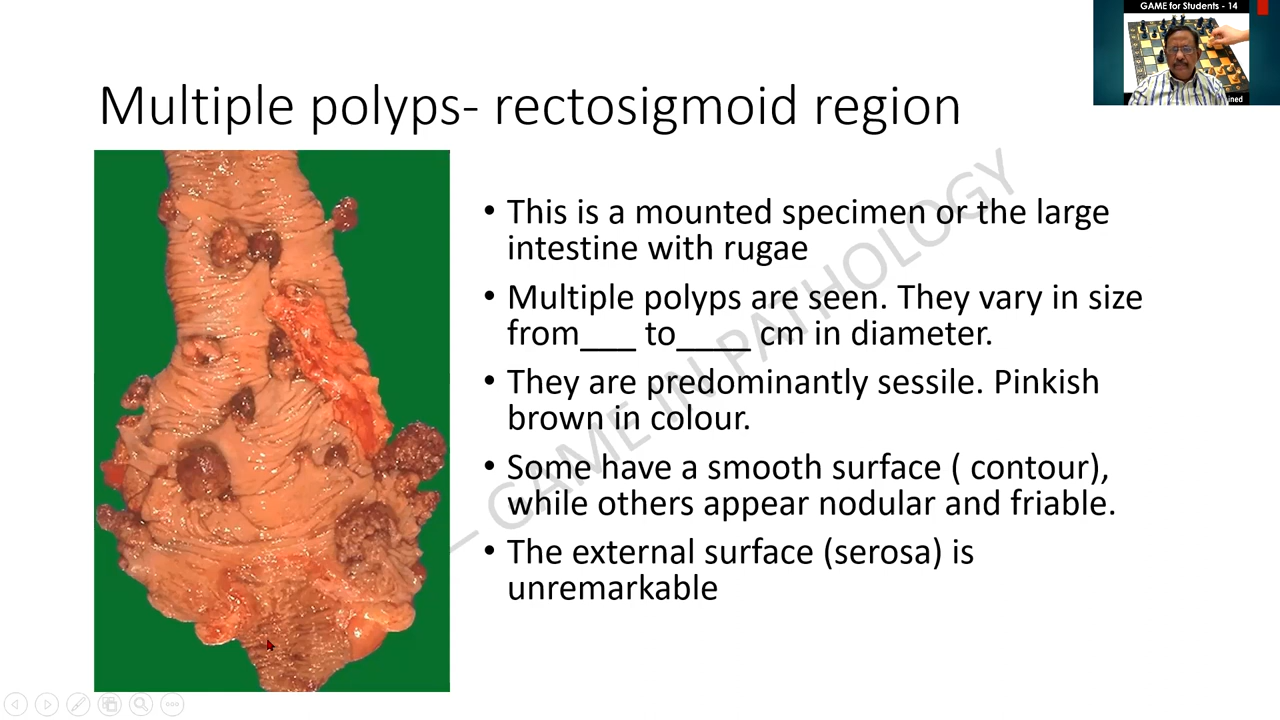 GAME for Students - 14
ined
Multiple polyps- rectosigmoid region
• This is a mounted specimen or the large
intestine with rugae
• Multiple polyps are seen. They vary in size
from___ to____ cm in diameter.
• They are predominantly sessile. Pinkish
brown in colour.
• Some have a smooth surface ( contour),
while others appear nodular and friable.
• The external surface (serosa) is
unremarkable
GAME IN PATHOLOGY